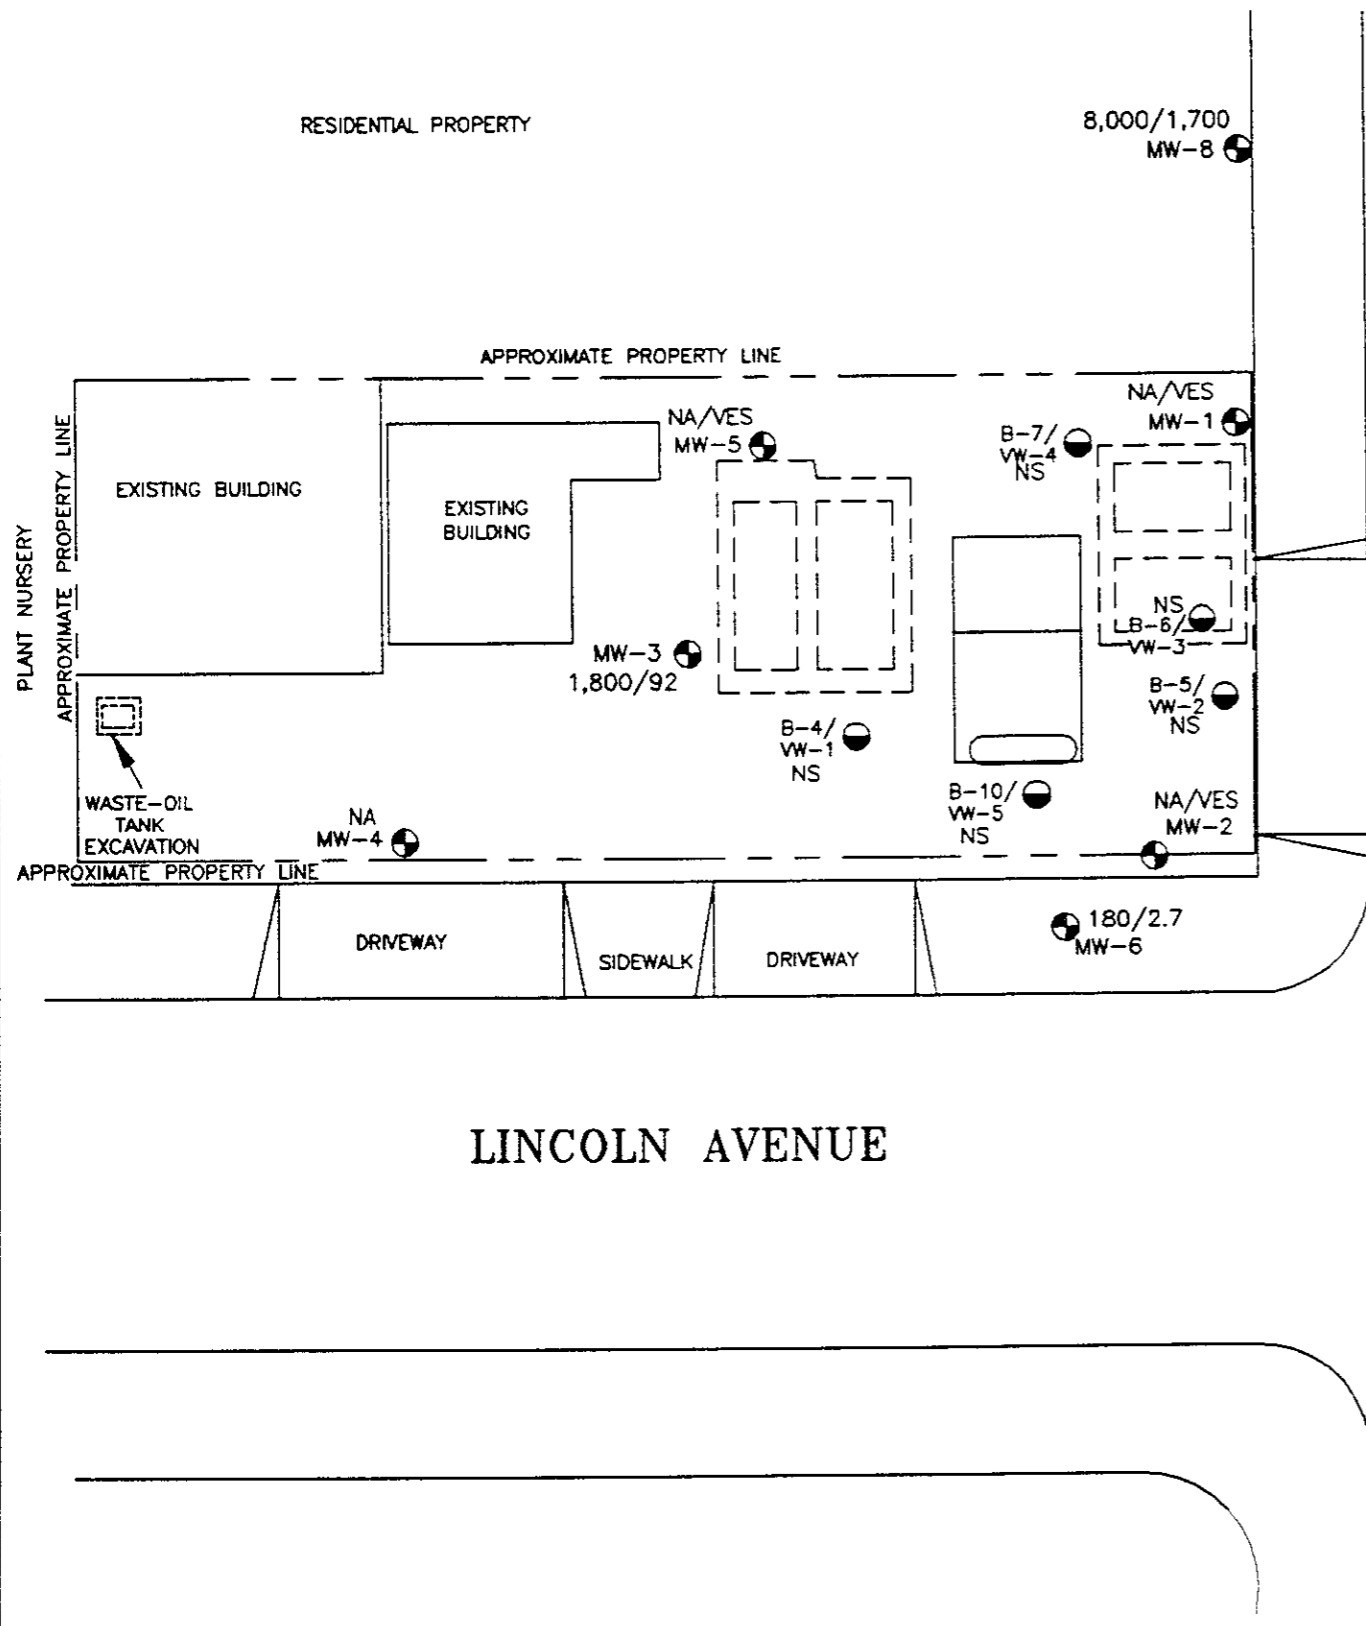 RESIDENTIAL PROPERTY
8,000/1,700
MW-8
APPROXIMATE PROPERTY LINE
PLANT NURSERY
APPROXIMATE PROPERTY LINE
EXISTING BUILDING
EXISTING
BUILDING
NA/VES
MW-5
B-7/
VW-4
NS
NA/VES
MW-1
MW-3
1,800/92
NS
B-6/
VW-3
B-5/
VW-2
NS
B-4/
VW-1
NS
B-10/
VW-5
NS
NA/VES
MW-2
WASTE-OIL
TANK
EXCAVATION
NA
MW-4
APPROXIMATE PROPERTY LINE
DRIVEWAY
SIDEWALK
DRIVEWAY
180/2.7
MW-6
LINCOLN AVENUE